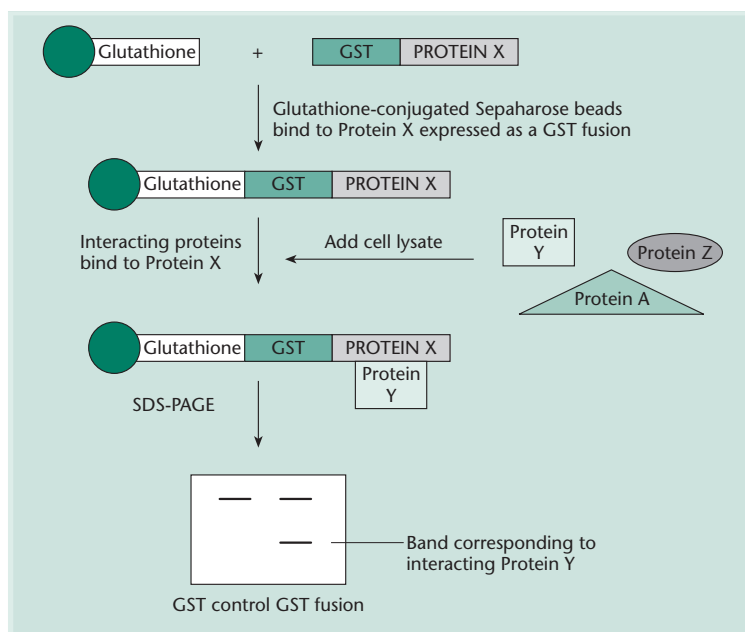 Glutathione + GST PROTEIN X
Glutathione-conjugated Sepaharose beads
bind to Protein X expressed as a GST fusion
Glutathione GST PROTEIN X
Interacting proteins
bind to Protein X
Add cell lysate
Protein
Y
Protein Z
Protein A
Glutathione GST PROTEIN X
Protein
Y
SDS-PAGE
Band corresponding to
interacting Protein Y
GST control GST fusion